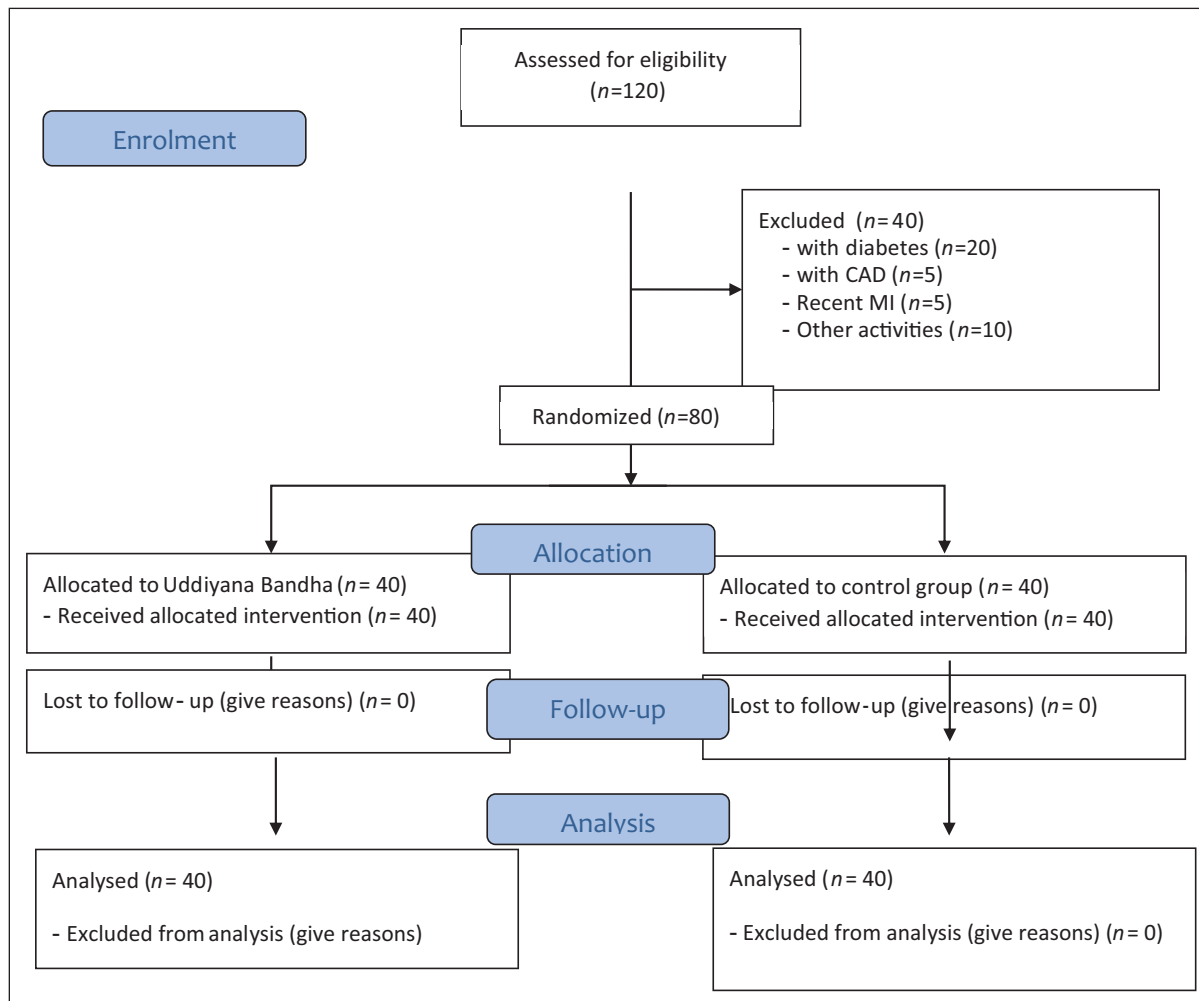 Assessed for eligibility
(n=120)
Enrolment
Excluded (n=40)
- with diabetes (n=20)
- with CAD (n=5)
- Recent MI (n=5)
- Other activities (n=10)
Randomized (n=80)
Allocation
Allocated to Uddiyana Bandha (n= 40)
- Received allocated intervention (n= 40)
Allocated to control group (n= 40)
- Received allocated intervention (n= 40)
Follow-up
Lost to follow-up (give reasons) (n= 0)
Lost to follow-up (give reasons) (n= 0)
Analysis
Analysed (n= 40)
- Excluded from analysis (give reasons)
Analysed (n= 40)
- Excluded from analysis (give reasons) (n= 0)